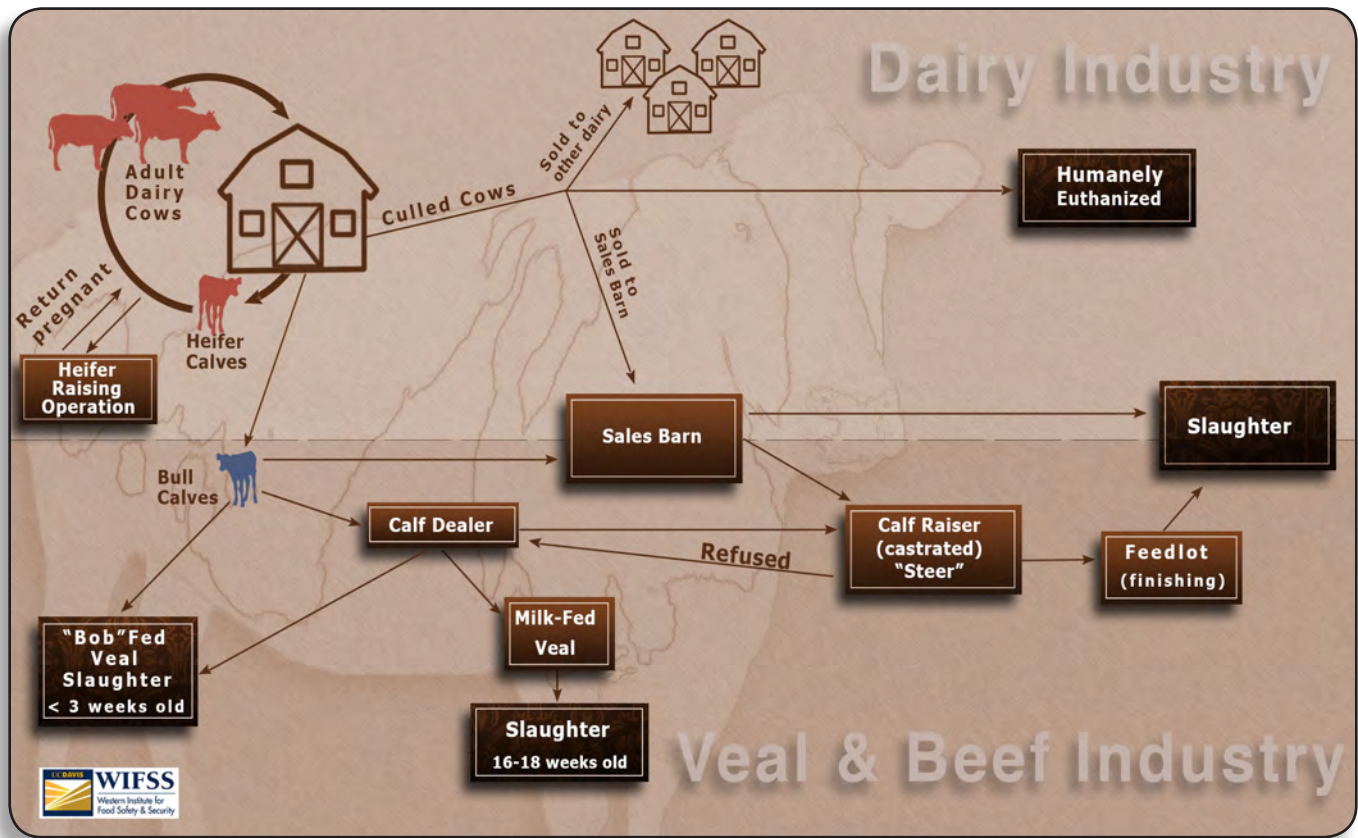 Dairy Industry
Sold to
other dairy
Humanely
Euthanized
Adult
Dairy
Cows
Culled Cows
Sold to
Sales Barn
Return
pregnant
Heifer
Calves
Heifer
Raising
Operation
Sales Barn
Slaughter
Bull
Calves
Calf Dealer
Refused
Calf Raiser
(castrated)
"Steer"
Feedlot
(finishing)
"Bob"Fed
Veal
Slaughter
< 3 weeks old
Milk-Fed
Veal
Slaughter
16-18 weeks old
Veal & Beef Industry
UCDAVIS
WIFSS
Western Institute for
Food Safety & Security